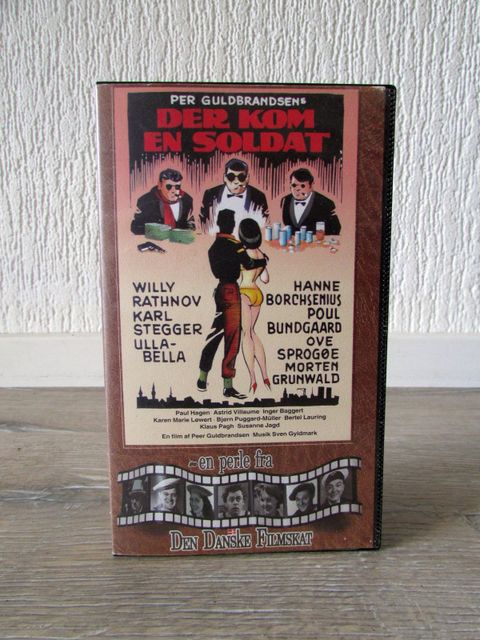 PER GULDBRANDSENS
DER KOM
EN SOLDAT
WILLY
RATHNOV
KARL
STEGGER
ULLA-
BELLA
HANNE
BORCHSENIUS
POUL
BUNDGAARD
OVE
SPROGØE
MORTEN
GRUNWALD
Paul Hagen Astrid Villaume Inger Baggert
Karen Marie Løwert Bjørn Puggard-Müller Bertel Lauring
Klaus Pagh Susanne Jagd
En film af Peer Guldbrandsen Musik Sven Gyldmark
-en perle fra
DEN DANSKE FILMSKAT